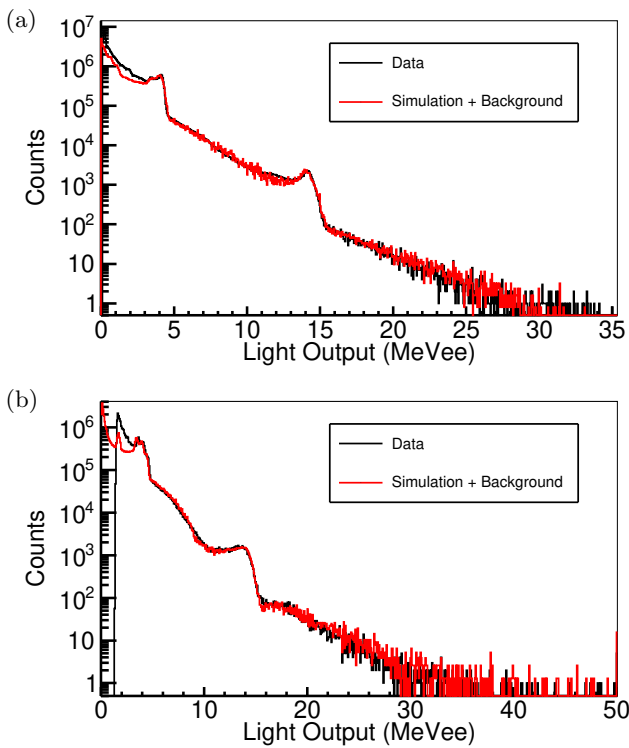 (a)
10^7
10^6
10^5
10^4
10^3
10^2
10
1
Counts
Data
Simulation + Background
0 5 10 15 20 25 30 35
Light Output (MeVee)
(b)
10^6
10^5
10^4
10^3
10^2
10
1
Counts
Data
Simulation + Background
0 10 20 30 40 50
Light Output (MeVee)